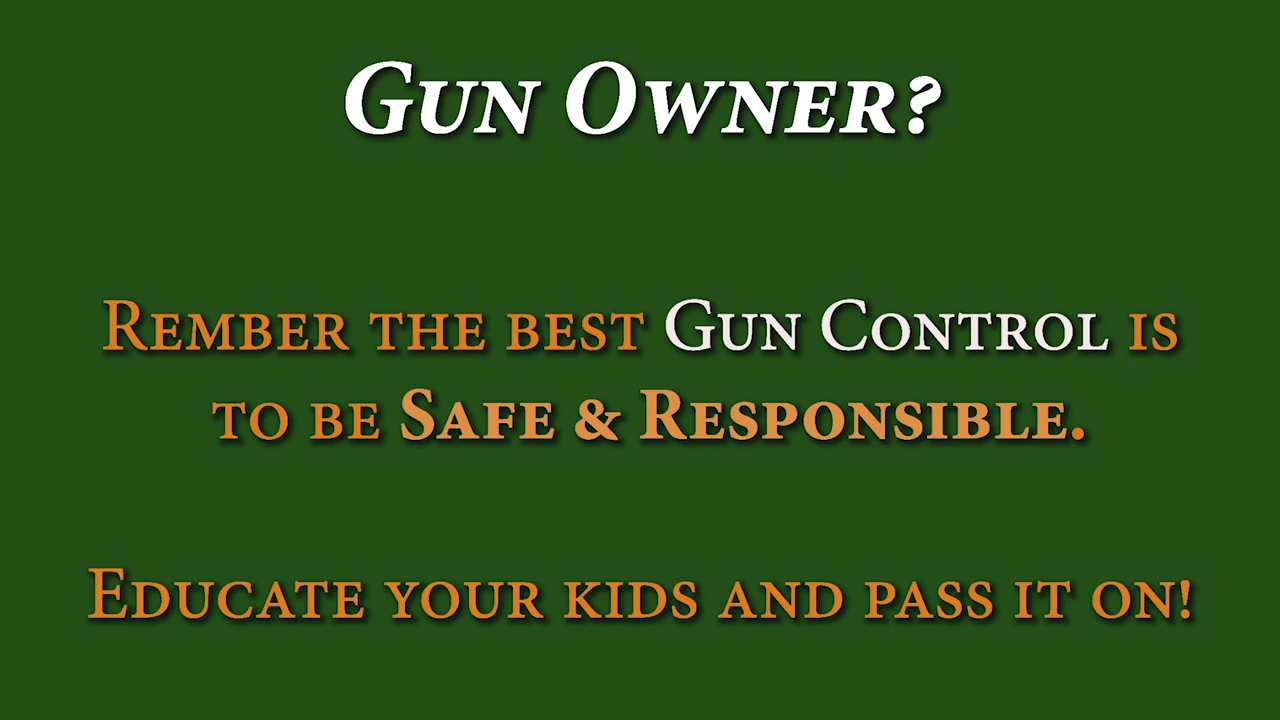 Gun Owner?
Rember the best Gun Control is
to be Safe & Responsible.
Educate your kids and pass it on!